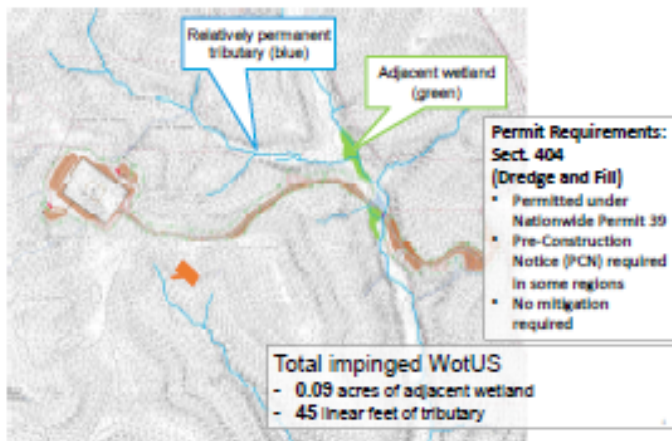 Relatively permanent
tributary (blue)
Adjacent wetland
(green)
Permit Requirements:
Sect. 404
(Dredge and Fill)
• Permitted under
Nationwide Permit 39
• Pre-Construction
Notice (PCN) required
in some regions
• No mitigation
required
Total impinged WotUS
- 0.09 acres of adjacent wetland
- 45 linear feet of tributary